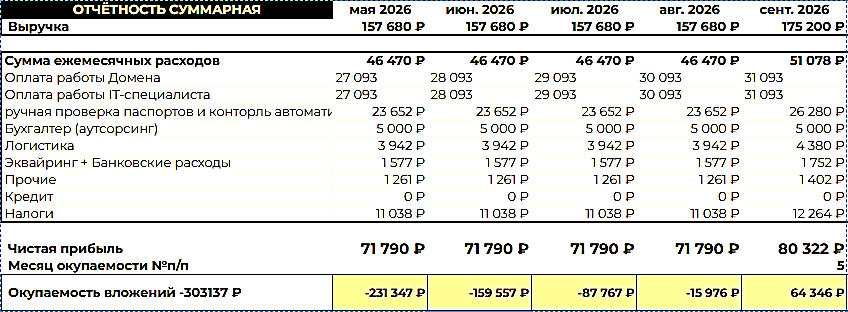 ОТЧЁТНОСТЬ СУММАРНАЯ мая 2026 июн. 2026 июл. 2026 авг. 2026 сент. 2026
Выручка 157 680 ₽ 157 680 ₽ 157 680 ₽ 157 680 ₽ 175 200 ₽
Сумма ежемесячных расходов 46 470 ₽ 46 470 ₽ 46 470 ₽ 46 470 ₽ 51 078 ₽
Оплата работы Домена 27 093 28 093 29 093 30 093 31 093
Оплата работы IT-специалиста 27 093 28 093 29 093 30 093 31 093
ручная проверка паспортов и конторль автомати 23 652 ₽ 23 652 ₽ 23 652 ₽ 23 652 ₽ 26 280 ₽
Бухгалтер (аутсорсинг) 5 000 ₽ 5 000 ₽ 5 000 ₽ 5 000 ₽ 5 000 ₽
Логистика 3 942 ₽ 3 942 ₽ 3 942 ₽ 3 942 ₽ 4 380 ₽
Эквайринг + Банковские расходы 1 577 ₽ 1 577 ₽ 1 577 ₽ 1 577 ₽ 1 752 ₽
Прочие 1 261 ₽ 1 261 ₽ 1 261 ₽ 1 261 ₽ 1 402 ₽
Кредит 0 ₽ 0 ₽ 0 ₽ 0 ₽ 0 ₽
Налоги 11 038 ₽ 11 038 ₽ 11 038 ₽ 11 038 ₽ 12 264 ₽
Чистая прибыль 71 790 ₽ 71 790 ₽ 71 790 ₽ 71 790 ₽ 80 322 ₽
Месяц окупаемости №п/п 5
Окупаемость вложений -303137 ₽ -231 347 ₽ -159 557 ₽ -87 767 ₽ -15 976 ₽ 64 346 ₽